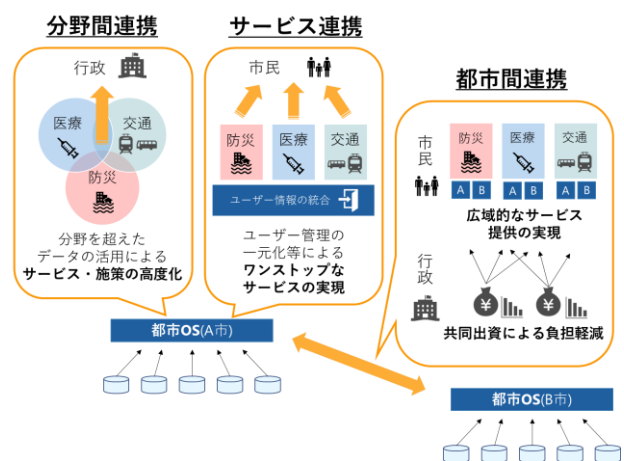 分野間連携
行政
医療
交通
防災
分野を超えた
データの活用による
サービス・施策の高度化
サービス連携
市民
防災
医療
交通
ユーザー情報の統合
ユーザー管理の
一元化等による
ワンストップな
サービスの実現
都市間連携
市民
防災
医療
交通
A B A B A B
広域的なサービス
提供の実現
行政
¥ ¥
共同出資による負担軽減
都市OS(A市)
都市OS(B市)